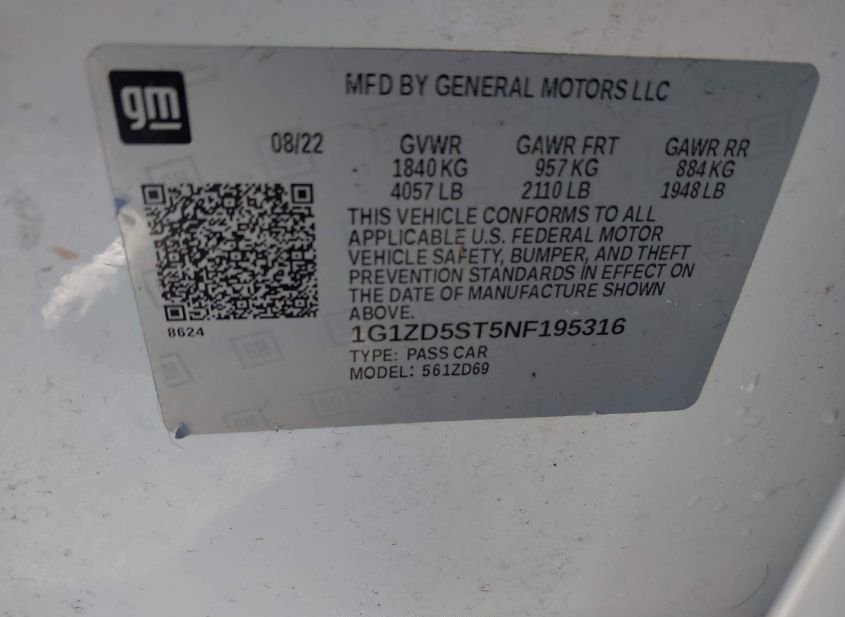 gm
MFD BY GENERAL MOTORS LLC
08/22 GVWR GAWR FRT GAWR RR
1840 KG 957 KG 884 KG
4057 LB 2110 LB 1948 LB
THIS VEHICLE CONFORMS TO ALL
APPLICABLE U.S. FEDERAL MOTOR
VEHICLE SAFETY, BUMPER, AND THEFT
PREVENTION STANDARDS IN EFFECT ON
THE DATE OF MANUFACTURE SHOWN
ABOVE.
8624
1G1ZD5ST5NF195316
TYPE: PASS CAR
MODEL: 561ZD69